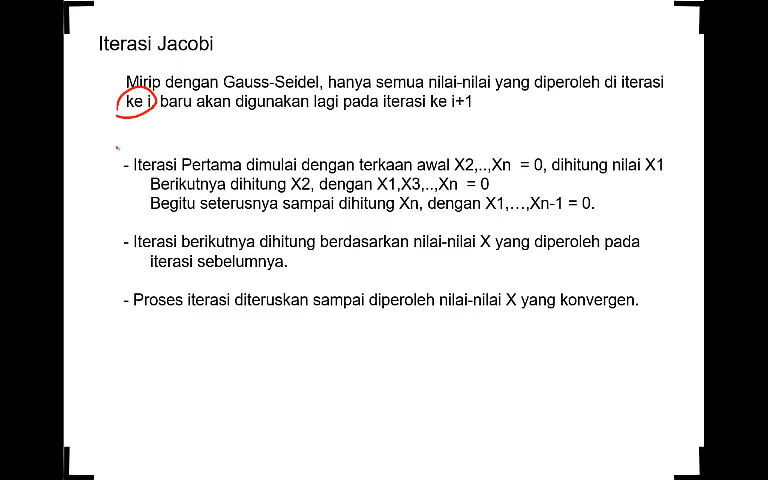 Iterasi Jacobi
Mirip dengan Gauss-Seidel, hanya semua nilai-nilai yang diperoleh di iterasi
ke i, baru akan digunakan lagi pada iterasi ke i+1
- Iterasi Pertama dimulai dengan terkaan awal X2,..,Xn = 0, dihitung nilai X1
Berikutnya dihitung X2, dengan X1,X3,..,Xn = 0
Begitu seterusnya sampai dihitung Xn, dengan X1,...,Xn-1 = 0.
- Iterasi berikutnya dihitung berdasarkan nilai-nilai X yang diperoleh pada
iterasi sebelumnya.
- Proses iterasi diteruskan sampai diperoleh nilai-nilai X yang konvergen.